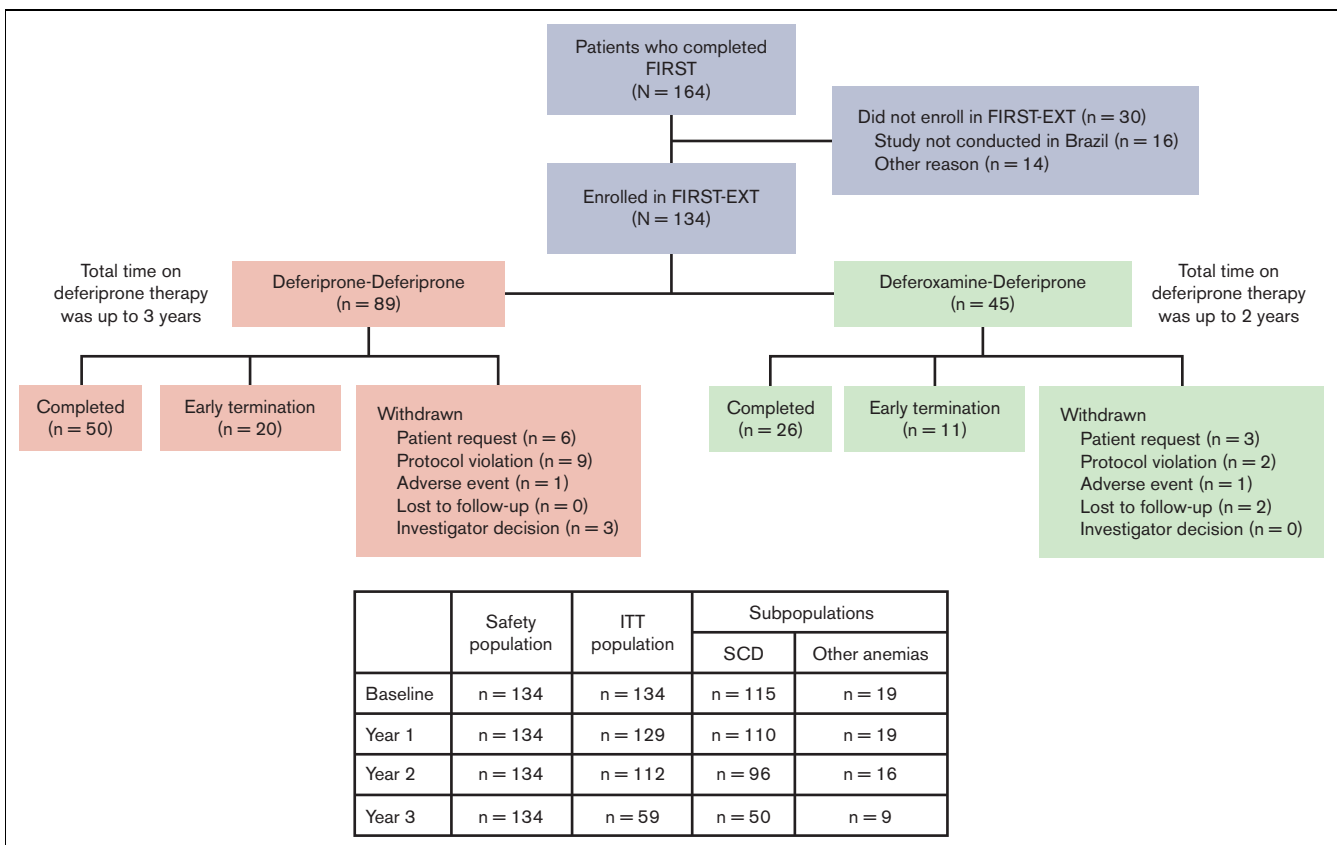 Patients who completed
FIRST
(N = 164)
Did not enroll in FIRST-EXT (n = 30)
Study not conducted in Brazil (n = 16)
Other reason (n = 14)
Enrolled in FIRST-EXT
(N = 134)
Total time on
deferiprone therapy
was up to 3 years
Deferiprone-Deferiprone
(n = 89)
Deferoxamine-Deferiprone
(n = 45)
Total time on
deferiprone therapy
was up to 2 years
Completed
(n = 50)
Early termination
(n = 20)
Withdrawn
Patient request (n = 6)
Protocol violation (n = 9)
Adverse event (n = 1)
Lost to follow-up (n = 0)
Investigator decision (n = 3)
Completed
(n = 26)
Early termination
(n = 11)
Withdrawn
Patient request (n = 3)
Protocol violation (n = 2)
Adverse event (n = 1)
Lost to follow-up (n = 2)
Investigator decision (n = 0)
Safety
population
ITT
population
Subpopulations
SCD
Other anemias
Baseline n = 134 n = 134 n = 115 n = 19
Year 1 n = 134 n = 129 n = 110 n = 19
Year 2 n = 134 n = 112 n = 96 n = 16
Year 3 n = 134 n = 59 n = 50 n = 9